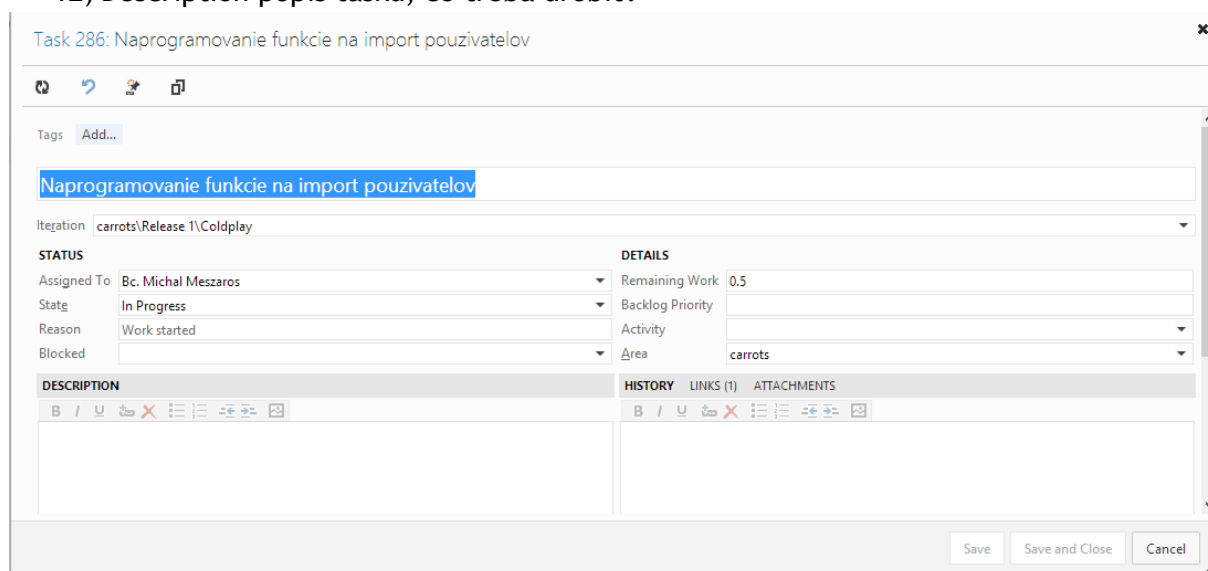 Task 286: Naprogramovanie funkcie na import pouzivatelov
Tags Add...
Naprogramovanie funkcie na import pouzivatelov
Iteration carrots\Release 1\Coldplay
STATUS DETAILS
Assigned To Bc. Michal Meszaros Remaining Work 0.5
State In Progress Backlog Priority
Reason Work started Activity
Blocked Area carrots
DESCRIPTION HISTORY LINKS (1) ATTACHMENTS
B I U B I U
Save Save and Close Cancel